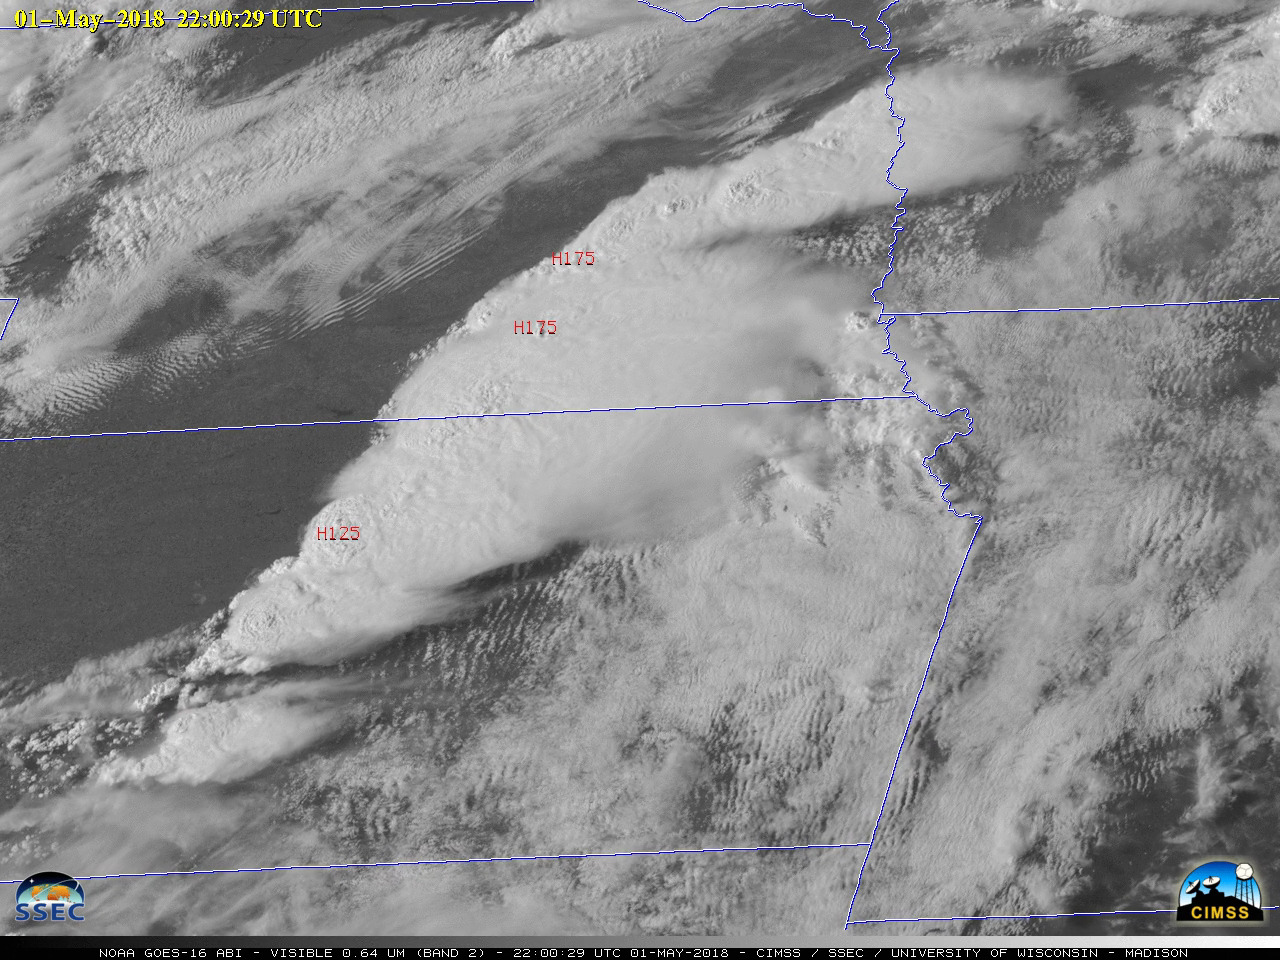 01-May-2018 22:00:29 UTC
H175
H175
H125
SSEC
CIMSS
NOAA GOES-16 ABI - VISIBLE 0.64 UM (BAND 2) - 22:00:29 UTC 01-MAY-2018 - CIMSS / SSEC / UNIVERSITY OF WISCONSIN - MADISON